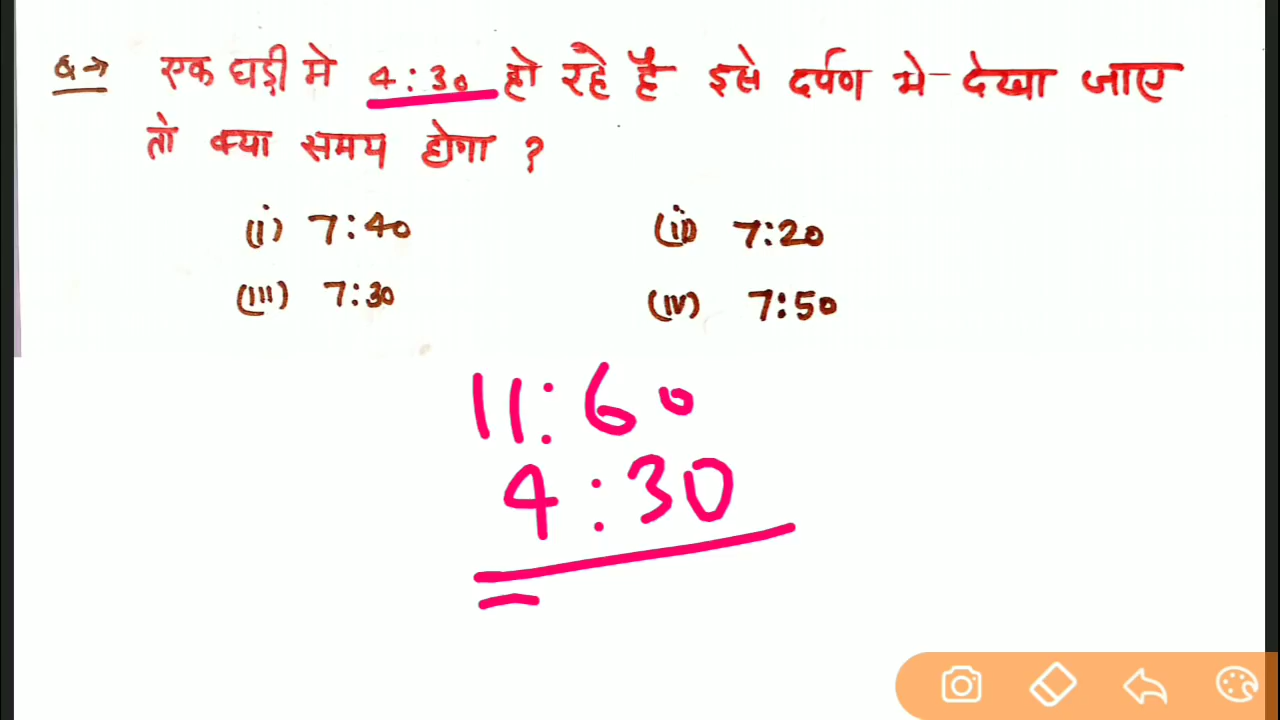 Q→ एक घड़ी मे 4:30 हो रहे है इसे दर्पण मे देखा जाए
तो क्या समय होगा ?
(i) 7:40 (ii) 7:20
(iii) 7:30 (iv) 7:50
11:60
4:30